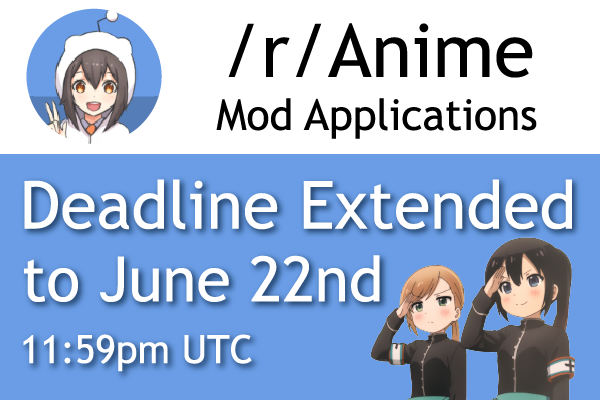 /r/Anime
Mod Applications
Deadline Extended
to June 22nd
11:59pm UTC